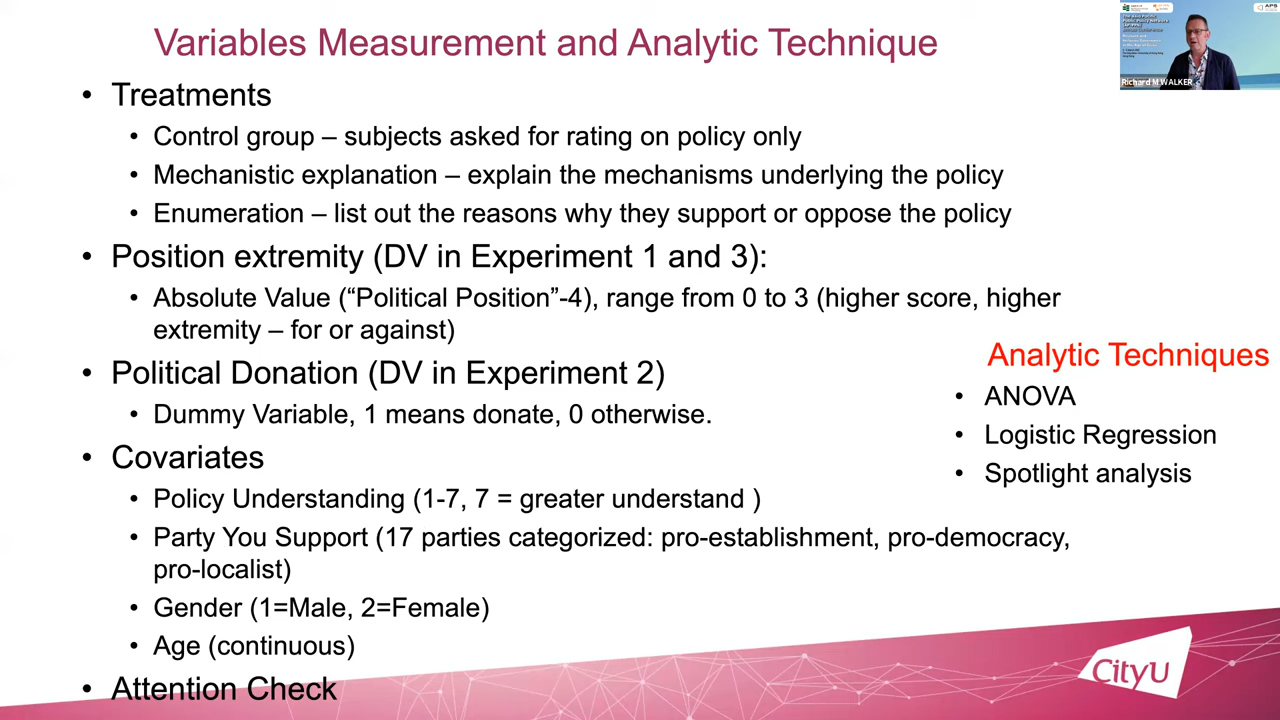 Variables Measurement and Analytic Technique
• Treatments
• Control group – subjects asked for rating on policy only
• Mechanistic explanation – explain the mechanisms underlying the policy
• Enumeration – list out the reasons why they support or oppose the policy
• Position extremity (DV in Experiment 1 and 3):
• Absolute Value (“Political Position”-4), range from 0 to 3 (higher score, higher
extremity – for or against)
• Political Donation (DV in Experiment 2)
• Dummy Variable, 1 means donate, 0 otherwise.
• Covariates
• Policy Understanding (1-7, 7 = greater understand )
• Party You Support (17 parties categorized: pro-establishment, pro-democracy,
pro-localist)
• Gender (1=Male, 2=Female)
• Age (continuous)
• Attention Check
Analytic Techniques
• ANOVA
• Logistic Regression
• Spotlight analysis
Richard M WALKER
CityU